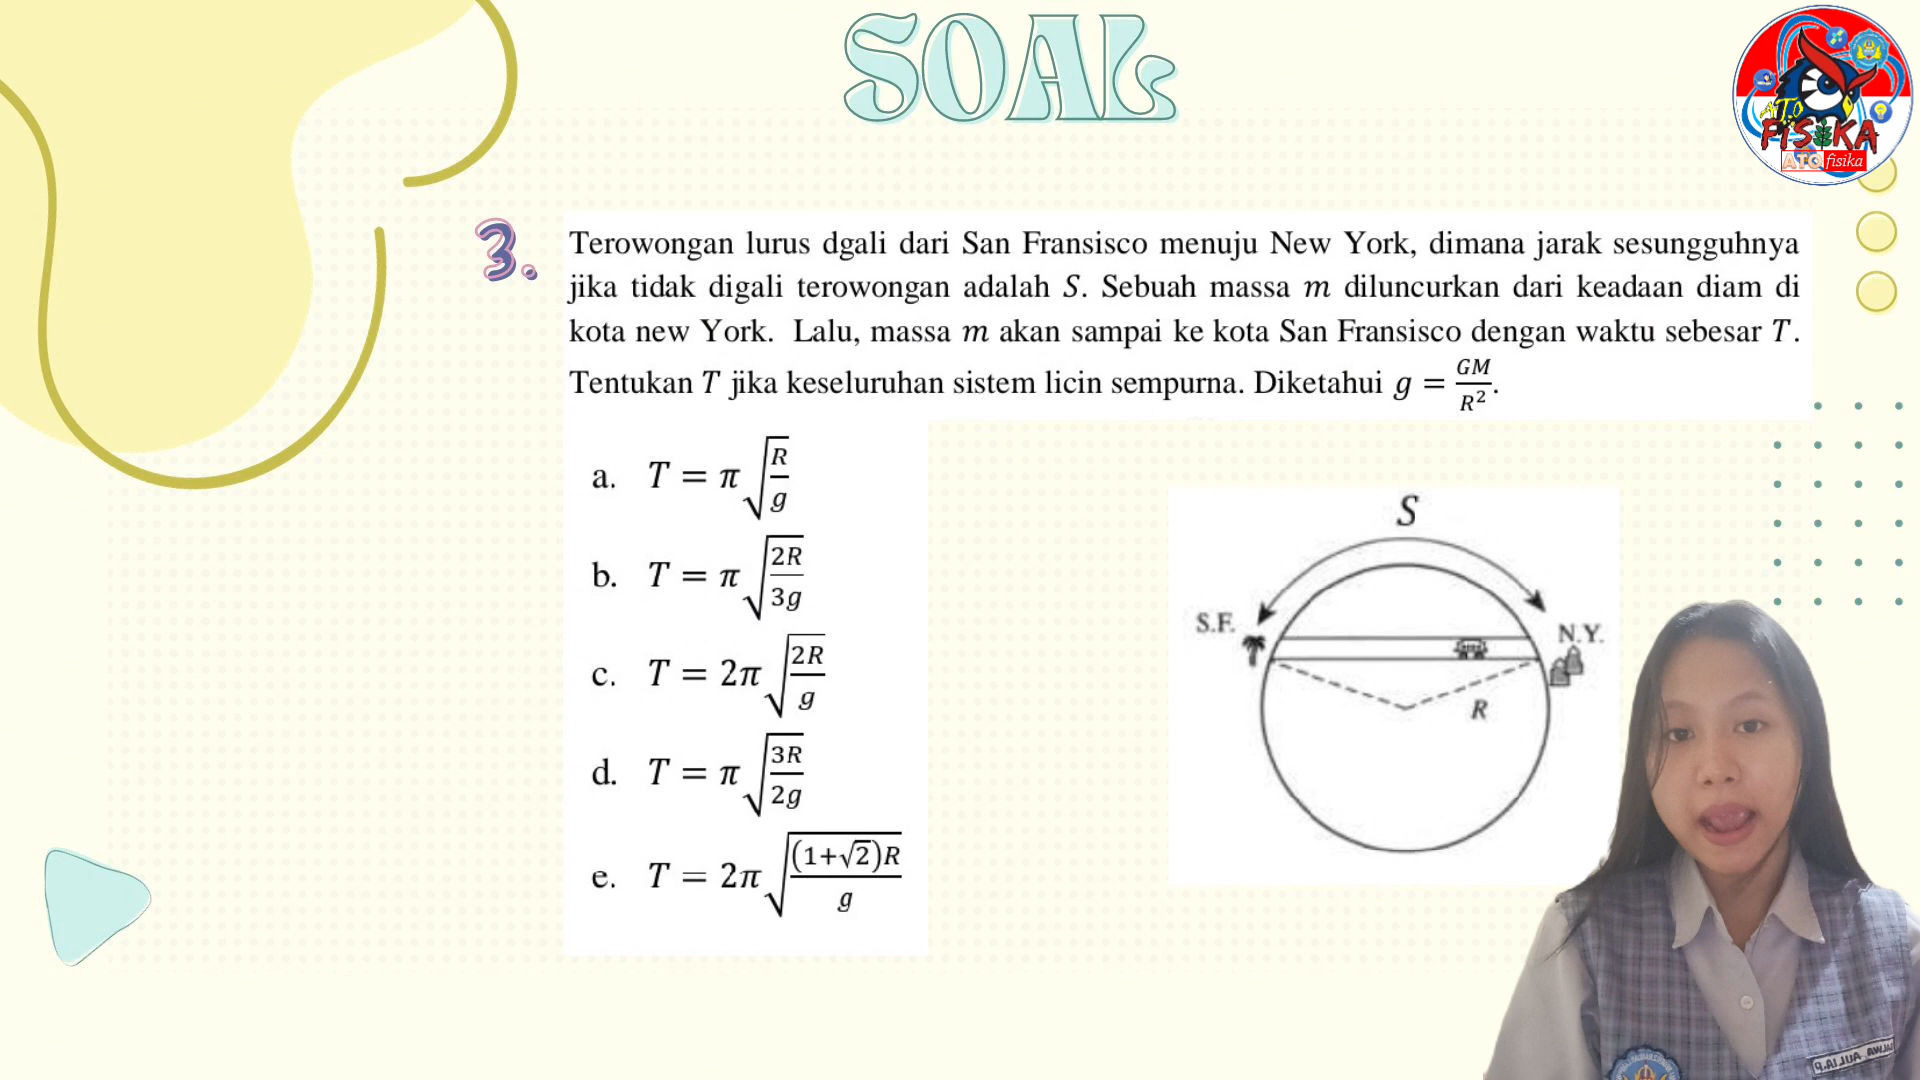 SOAL
ATO
FISIKA
ATO fisika
3.
Terowongan lurus dgali dari San Fransisco menuju New York, dimana jarak sesungguhnya
jika tidak digali terowongan adalah S. Sebuah massa m diluncurkan dari keadaan diam di
kota new York. Lalu, massa m akan sampai ke kota San Fransisco dengan waktu sebesar T.
Tentukan T jika keseluruhan sistem licin sempurna. Diketahui g = GM/R².
a. T = π√(R/g)
b. T = π√(2R/3g)
c. T = 2π√(2R/g)
d. T = π√(3R/2g)
e. T = 2π√((1+√2)R/g)
S
S.F.
N.Y.
R